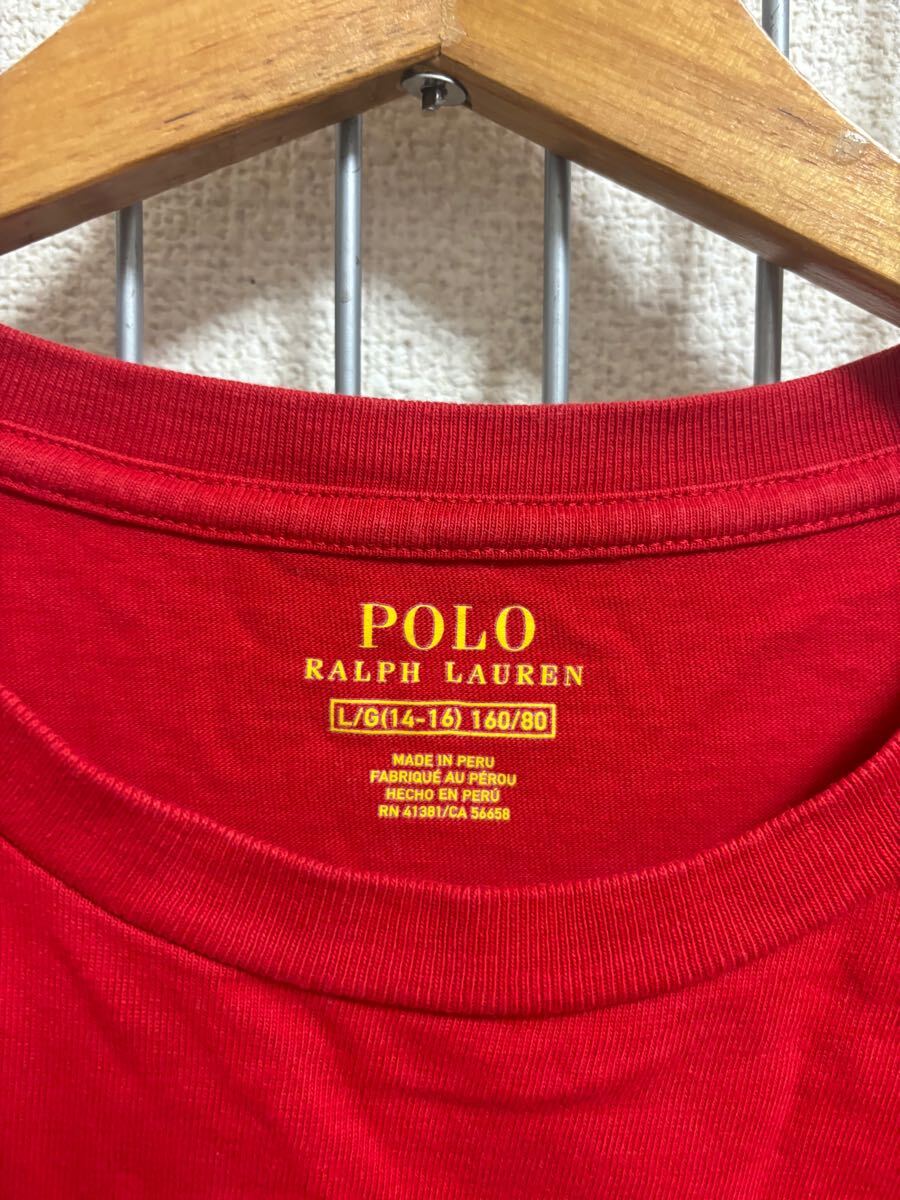 POLO
RALPH LAUREN
L/G(14-16) 160/80
MADE IN PERU
FABRIQUÉ AU PÉROU
HECHO EN PERÚ
RN 41381/CA 56658